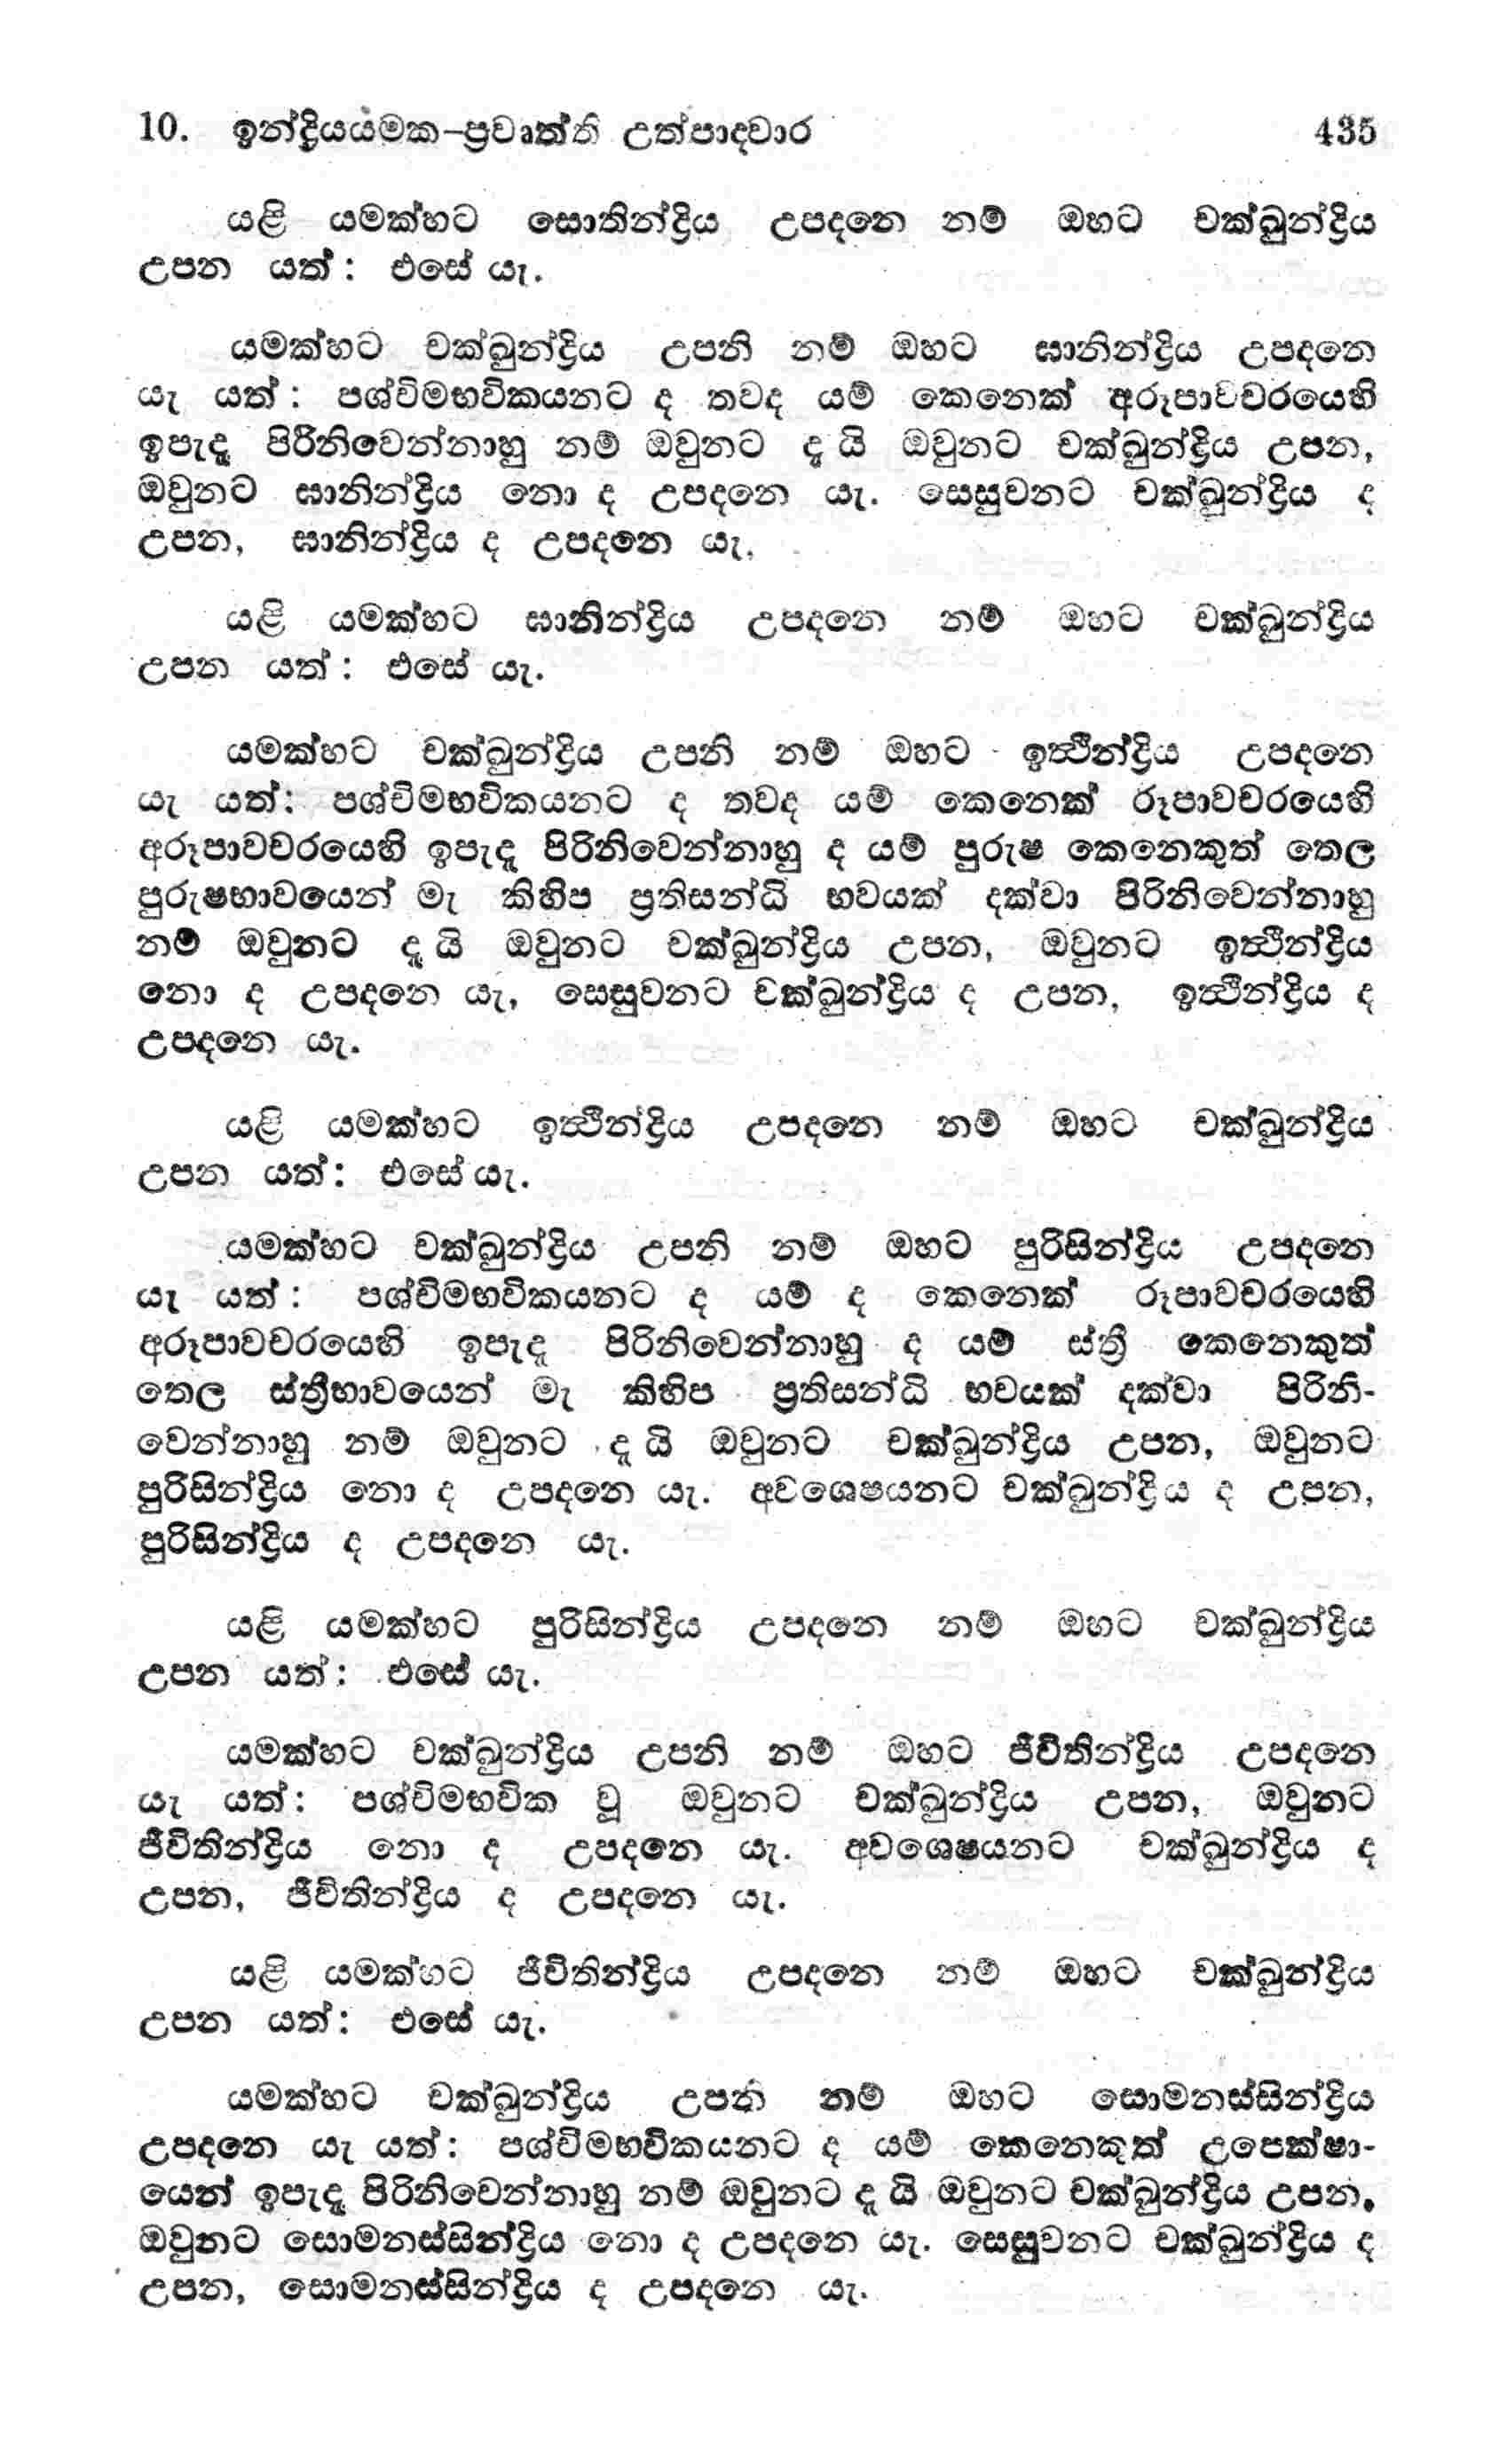 10. ඉන්ද්‍රියයමක-ප්‍රවෘත්ති උත්පාදවාර 435
යළි යමක්හට සොතින්ද්‍රිය උපදනෙ නම් ඔහට චක්ඛුන්ද්‍රිය
උපන යත්: එසේ යැ.
යමක්හට චක්ඛුන්ද්‍රිය උපනි නම් ඔහට ඝානින්ද්‍රිය උපදනෙ
යැ යත්: පශ්චිමභවිකයනට ද තවද යම් කෙනෙක් අරූපාවචරයෙහි
ඉපැදැ පිරිනිවෙන්නාහු නම් ඔවුනට දැ යි ඔවුනට චක්ඛුන්ද්‍රිය උපන,
ඔවුනට ඝානින්ද්‍රිය නො ද උපදනෙ යැ. සෙසුවනට චක්ඛුන්ද්‍රිය ද
උපන, ඝානින්ද්‍රිය ද උපදනෙ යැ.
යළි යමක්හට ඝානින්ද්‍රිය උපදනෙ නම් ඔහට චක්ඛුන්ද්‍රිය
උපන යත්: එසේ යැ.
යමක්හට චක්ඛුන්ද්‍රිය උපනි නම් ඔහට ඉත්‍ථින්ද්‍රිය උපදනෙ
යැ යත්: පශ්චිමභවිකයනට ද තවද යම් කෙනෙක් රූපාවචරයෙහි
අරූපාවචරයෙහි ඉපැදැ පිරිනිවෙන්නාහු ද යම් පුරුෂ කෙනෙකුත් තෙල
පුරුෂභාවයෙන් මැ කිහිප ප්‍රතිසන්ධි භවයක් දක්වා පිරිනිවෙන්නාහු
නම් ඔවුනට දැ යි ඔවුනට චක්ඛුන්ද්‍රිය උපන, ඔවුනට ඉත්‍ථින්ද්‍රිය
නො ද උපදනෙ යැ, සෙසුවනට චක්ඛුන්ද්‍රිය ද උපන, ඉත්‍ථින්ද්‍රිය ද
උපදනෙ යැ.
යළි යමක්හට ඉත්‍ථින්ද්‍රිය උපදනෙ නම් ඔහට චක්ඛුන්ද්‍රිය
උපන යත්: එසේ යැ.
යමක්හට චක්ඛුන්ද්‍රිය උපනි නම් ඔහට පුරිසින්ද්‍රිය උපදනෙ
යැ යත්: පශ්චිමභවිකයනට ද යම් ද කෙනෙක් රූපාවචරයෙහි
අරූපාවචරයෙහි ඉපැදැ පිරිනිවෙන්නාහු ද යම් ස්ත්‍රී කෙනෙකුත්
තෙල ස්ත්‍රීභාවයෙන් මැ කිහිප ප්‍රතිසන්ධි භවයක් දක්වා පිරිනි-
වෙන්නාහු නම් ඔවුනට දැ යි ඔවුනට චක්ඛුන්ද්‍රිය උපන, ඔවුනට
පුරිසින්ද්‍රිය නො ද උපදනෙ යැ. අවශෙෂයනට චක්ඛුන්ද්‍රිය ද උපන,
පුරිසින්ද්‍රිය ද උපදනෙ යැ.
යළි යමක්හට පුරිසින්ද්‍රිය උපදනෙ නම් ඔහට චක්ඛුන්ද්‍රිය
උපන යත්: එසේ යැ.
යමක්හට චක්ඛුන්ද්‍රිය උපනි නම් ඔහට ජීවිතින්ද්‍රිය උපදනෙ
යැ යත්: පශ්චිමභවික වූ ඔවුනට චක්ඛුන්ද්‍රිය උපන, ඔවුනට
ජීවිතින්ද්‍රිය නො ද උපදනෙ යැ. අවශෙෂයනට චක්ඛුන්ද්‍රිය ද
උපන, ජීවිතින්ද්‍රිය ද උපදනෙ යැ.
යළි යමක්හට ජීවිතින්ද්‍රිය උපදනෙ නම් ඔහට චක්ඛුන්ද්‍රිය
උපන යත්: එසේ යැ.
යමක්හට චක්ඛුන්ද්‍රිය උපනි නම් ඔහට සොමනස්සින්ද්‍රිය
උපදනෙ යැ යත්: පශ්චිමභවිකයනට ද යම් කෙනෙකුත් උපෙක්ෂා-
යෙන් ඉපැදැ පිරිනිවෙන්නාහු නම් ඔවුනට දැ යි ඔවුනට චක්ඛුන්ද්‍රිය උපන,
ඔවුනට සොමනස්සින්ද්‍රිය නො ද උපදනෙ යැ. සෙසුවනට චක්ඛුන්ද්‍රිය ද
උපන, සොමනස්සින්ද්‍රිය ද උපදනෙ යැ.